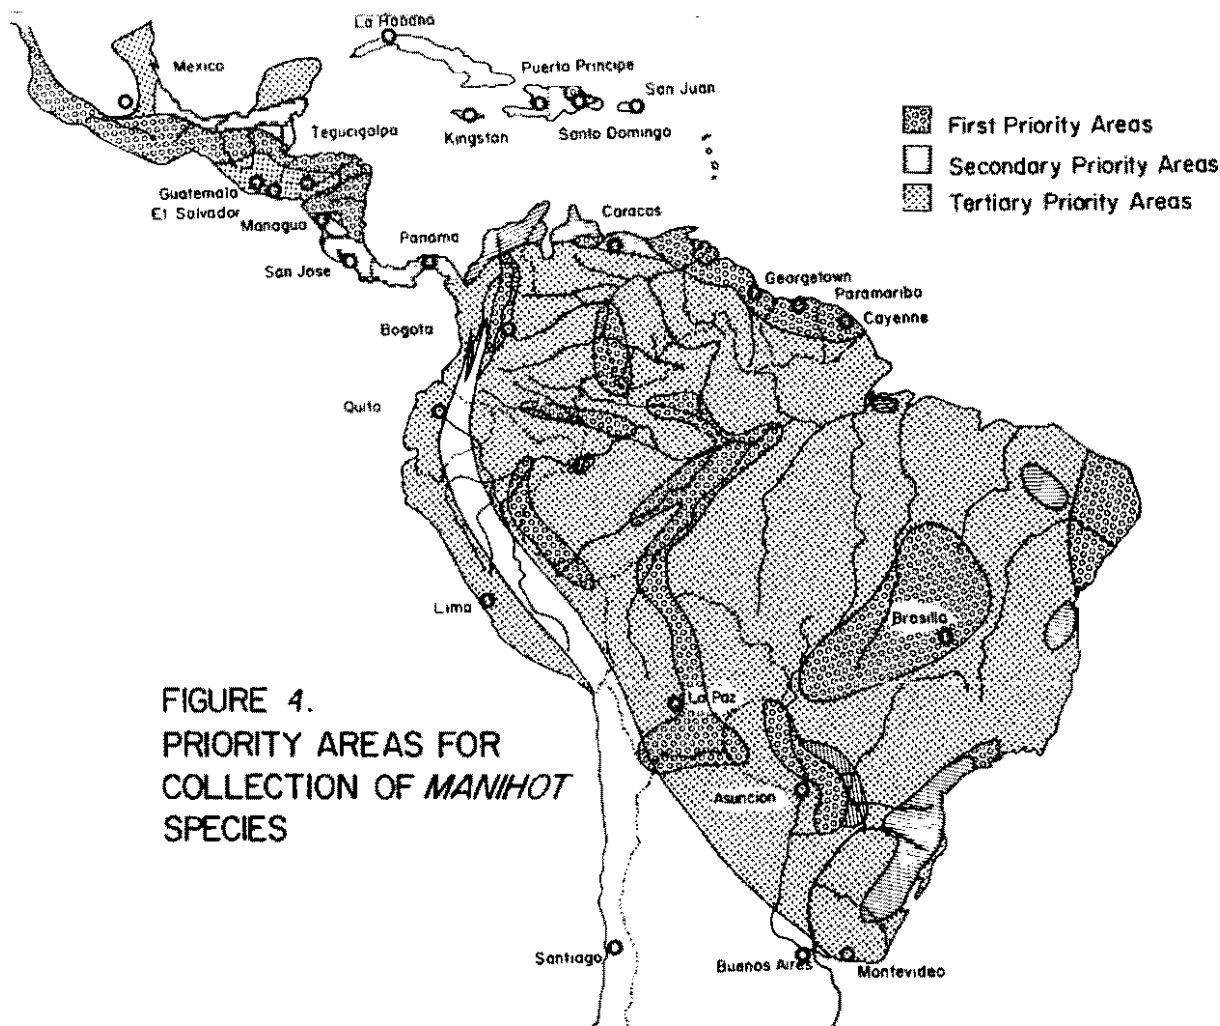 La Habana
Mexico
Puerto Principe
San Juan
Tegucigalpa
Kingstan
Santo Domingo
First Priority Areas
Secondary Priority Areas
Tertiary Priority Areas
Guatemala
El Salvador
Managua
Panama
Caracas
San Jose
Georgetown
Paramaribo
Cayenne
Bogota
Quito
Lima
Brasilia
La Paz
FIGURE 4.
PRIORITY AREAS FOR
COLLECTION OF MANIHOT
SPECIES
Asuncion
Santiago
Buenos Aires
Montevideo